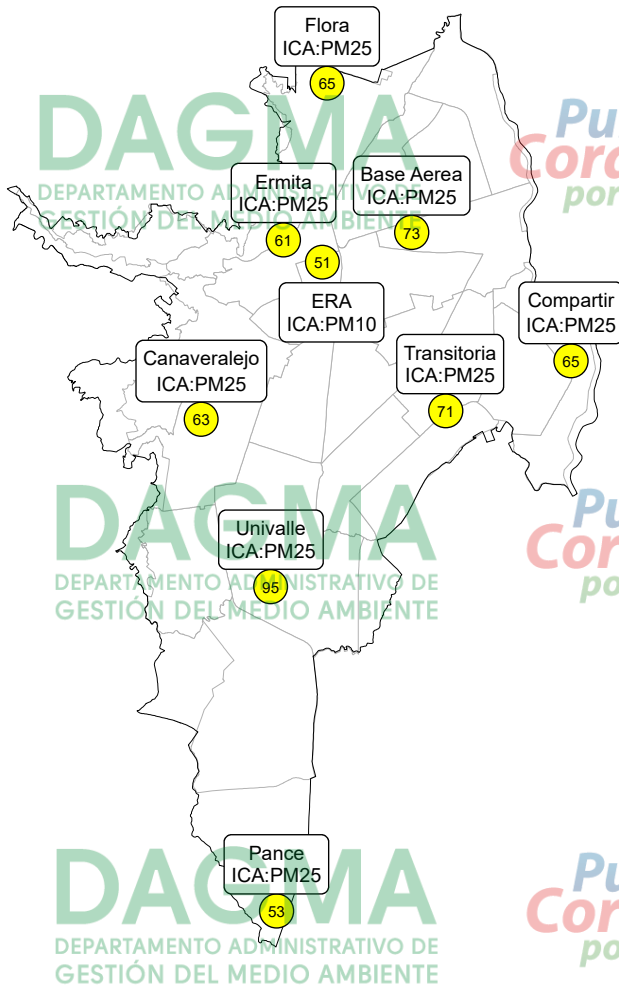 Flora
ICA:PM25
65
DAGMA
DEPARTAMENTO ADMINISTRATIVO DE
GESTIÓN DEL MEDIO AMBIENTE
Ermita
ICA:PM25
61
Base Aerea
ICA:PM25
73
51
ERA
ICA:PM10
Compartir
ICA:PM25
65
Canaveralejo
ICA:PM25
63
Transitoria
ICA:PM25
71
DAGMA
DEPARTAMENTO ADMINISTRATIVO DE
GESTIÓN DEL MEDIO AMBIENTE
Univalle
ICA:PM25
95
DAGMA
DEPARTAMENTO ADMINISTRATIVO DE
GESTIÓN DEL MEDIO AMBIENTE
Pance
ICA:PM25
53